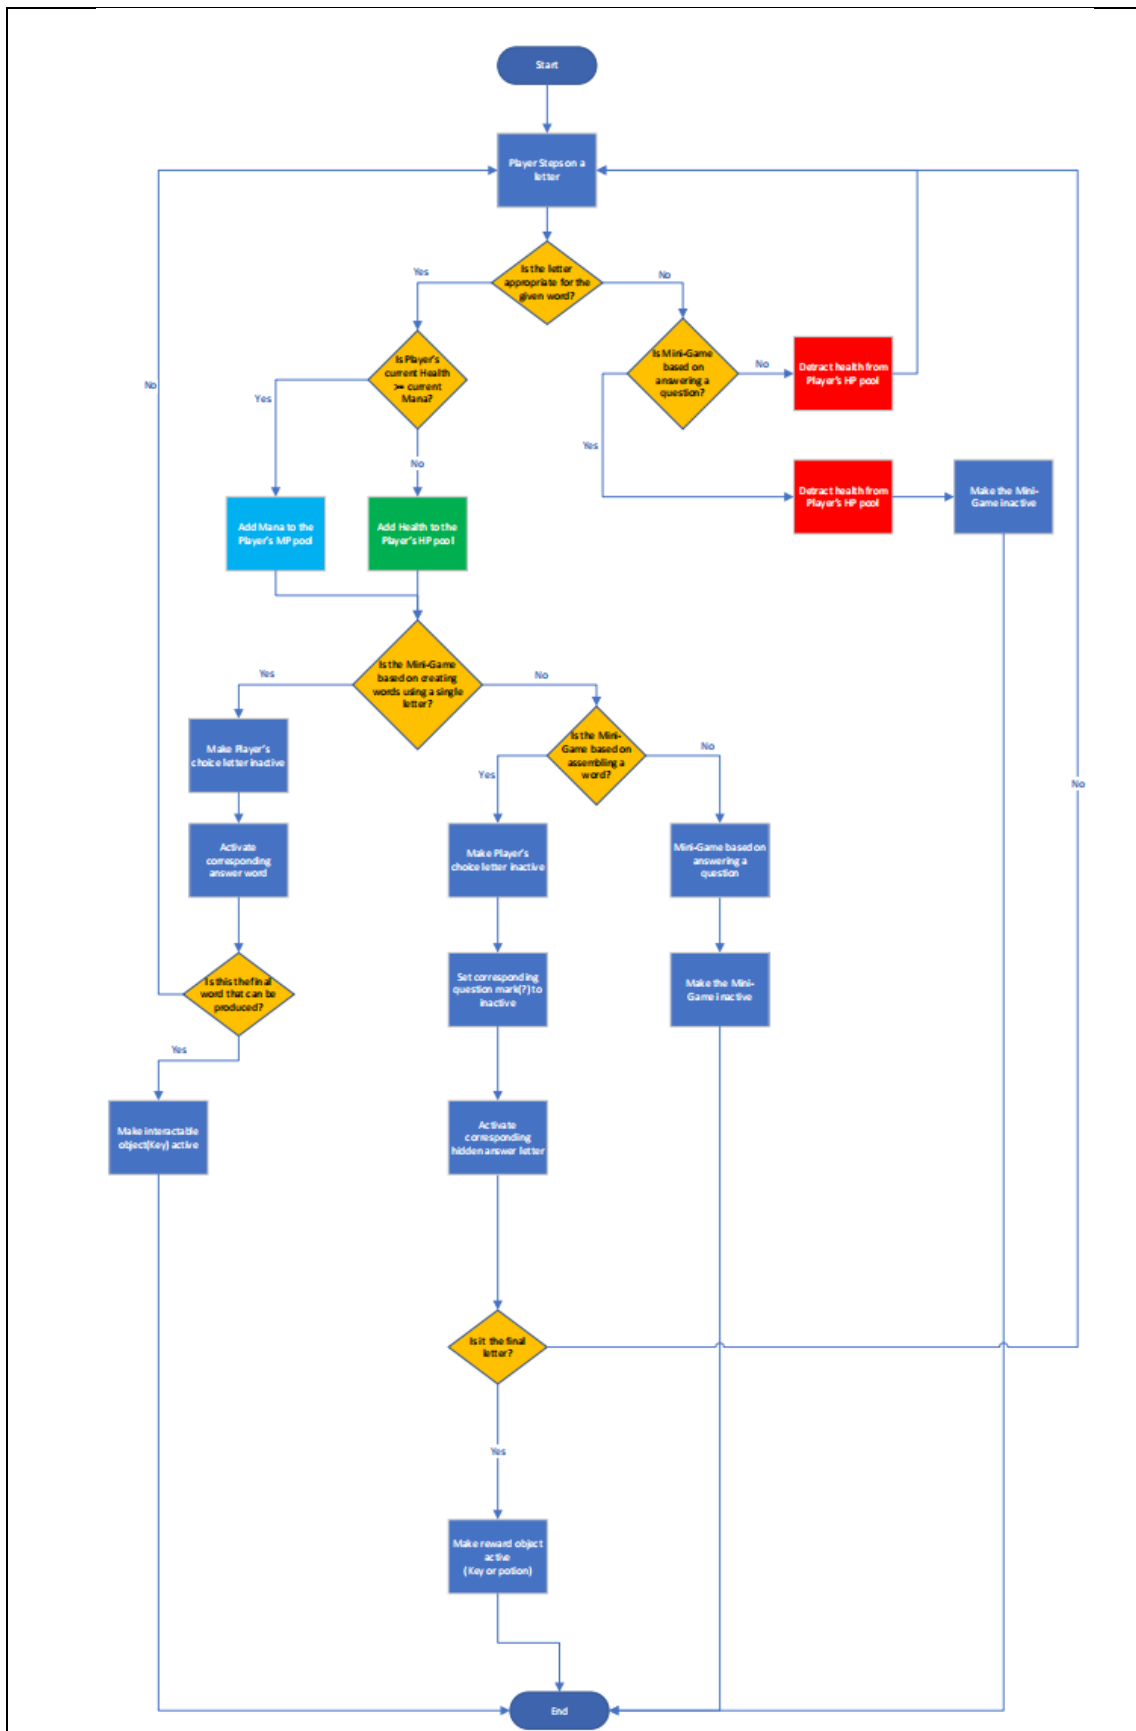 Start
Player Steps on a
letter
Is the letter
appropriate for the
given word?
Yes
No
Is Player's
current Health
>= current
Mana?
Is Mini-Game
based on
answering a
question?
No
Detract health from
Player's HP pool
No
Yes
Yes
No
Detract health from
Player's HP pool
Make the Mini-
Game inactive
Add Mana to the
Player's MP pool
Add Health to the
Player's HP pool
Is the Mini-Game
based on creating
words using a single
letter?
Yes
No
Is the Mini-
Game based on
assembling a
word?
Make Player's
choice letter inactive
Yes
No
No
Activate
corresponding
answer word
Make Player's
choice letter inactive
Mini-Game based on
answering a
question
Is this the final
word that can be
produced?
Set corresponding
question mark(?) to
inactive
Make the Mini-
Game inactive
Yes
Make interactable
object(Key) active
Activate
corresponding
hidden answer letter
Is it the final
letter?
Yes
Make reward object
active
(Key or potion)
End